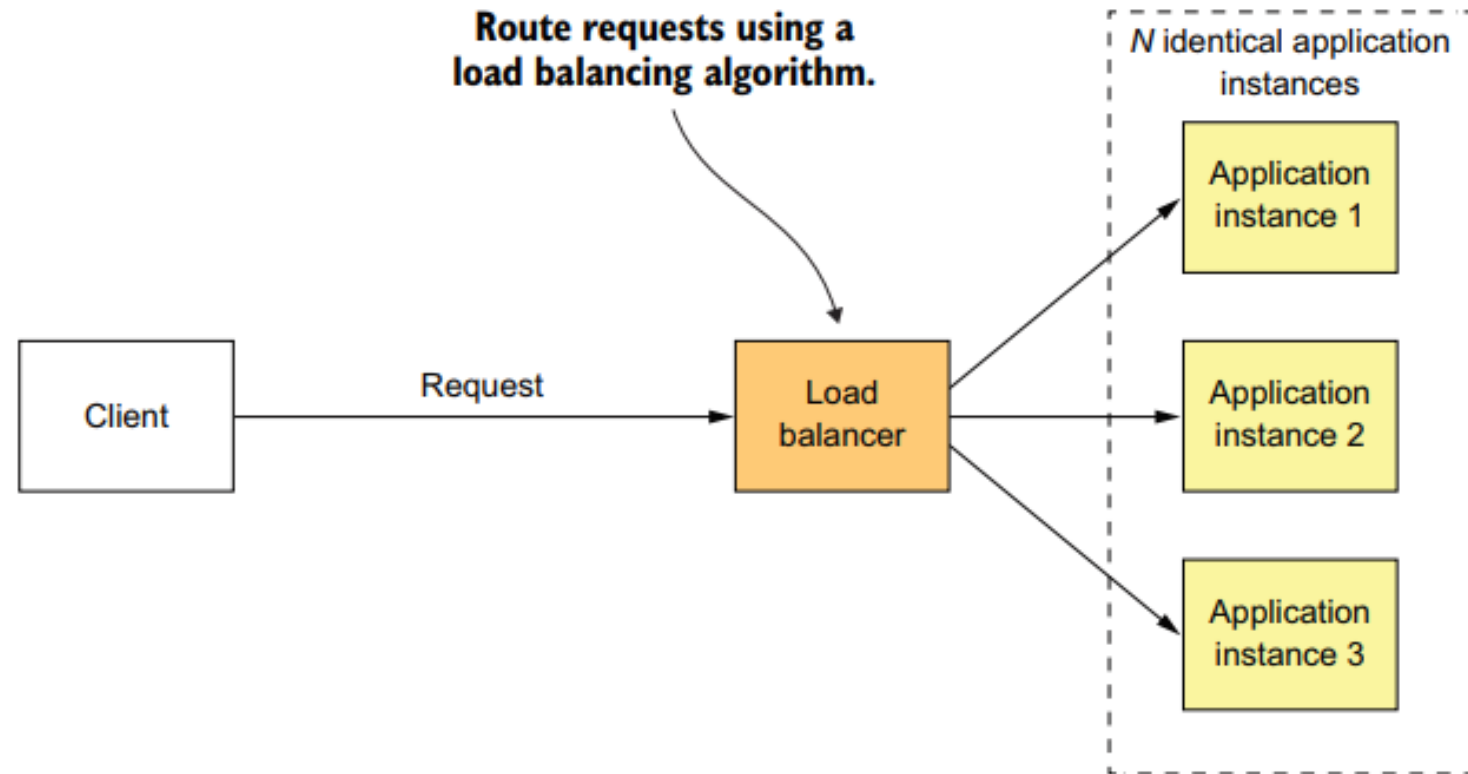 Route requests using a
load balancing algorithm.
N identical application
instances
Application
instance 1
Client
Request
Load
balancer
Application
instance 2
Application
instance 3